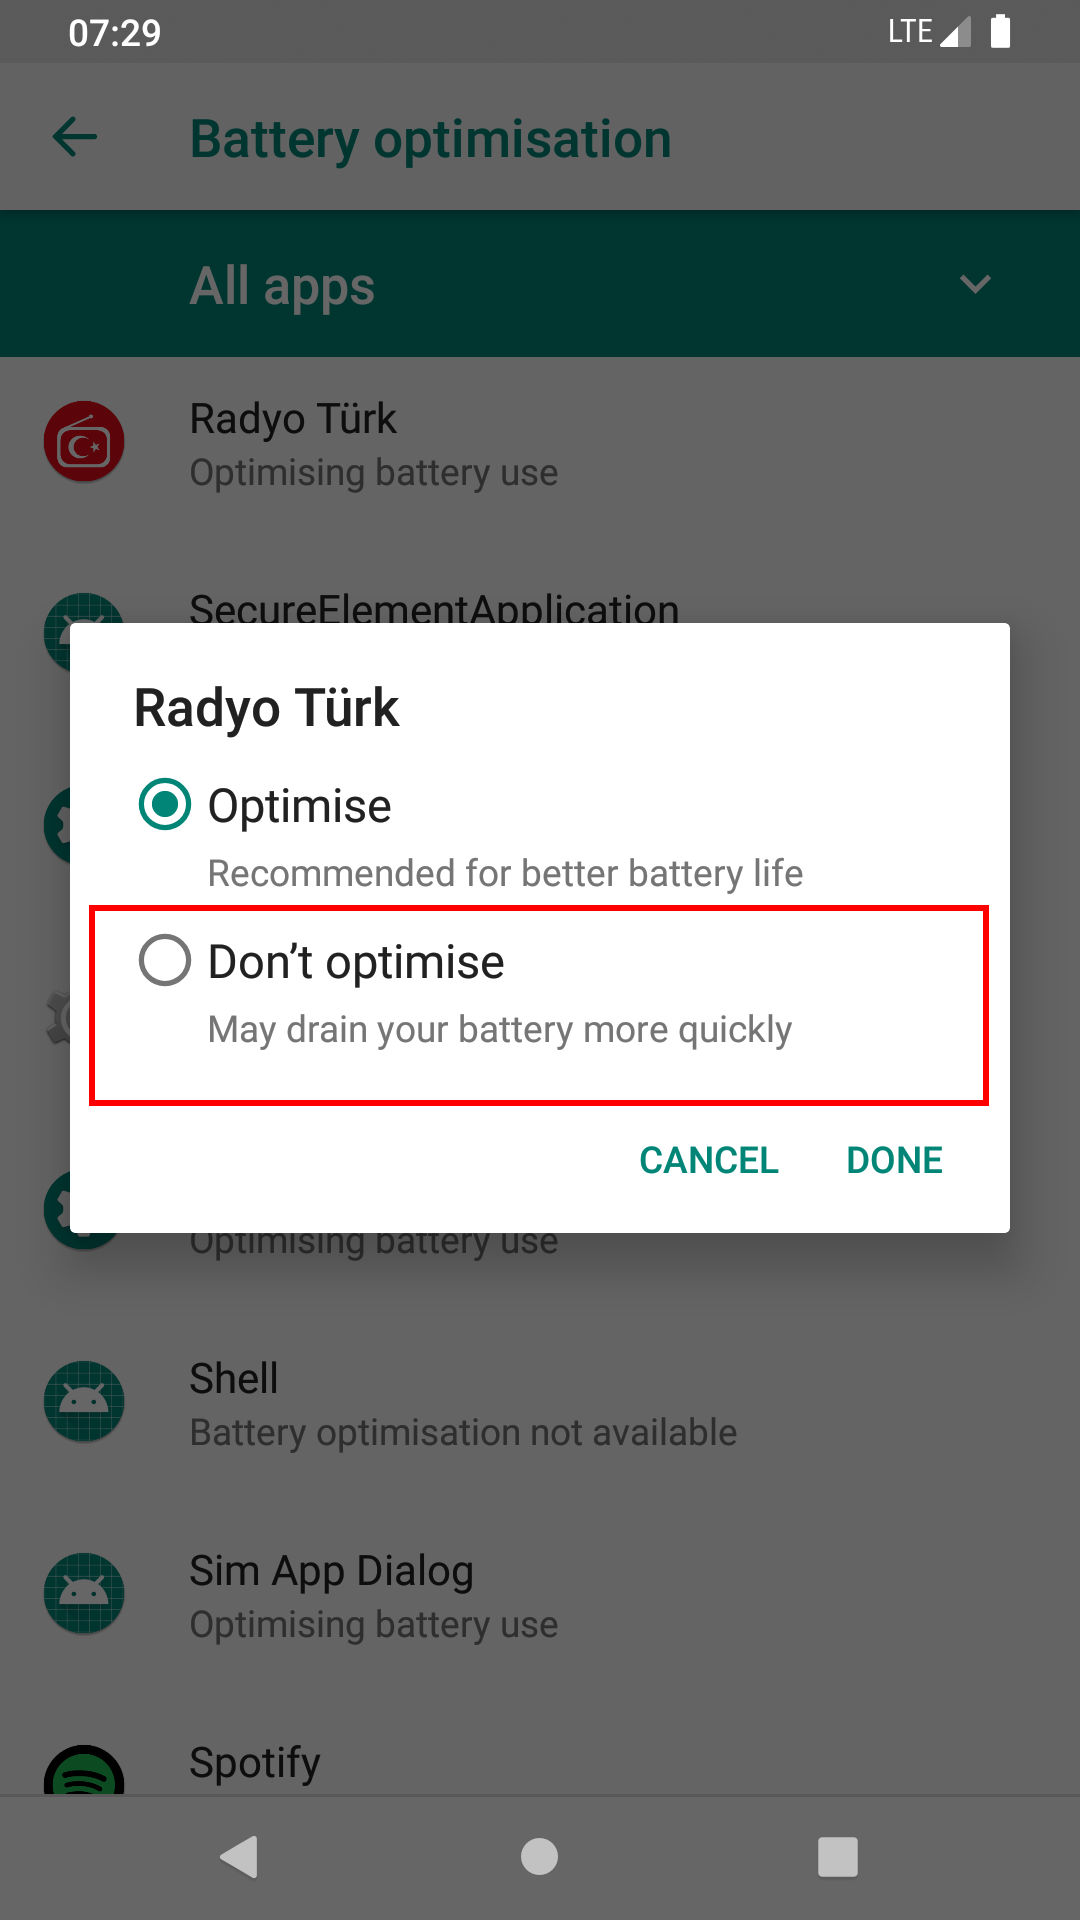 07:29
LTE
Battery optimisation
All apps
Radyo Türk
Optimising battery use
SecureElementApplication
Radyo Türk
Optimise
Recommended for better battery life
Don’t optimise
May drain your battery more quickly
CANCEL DONE
Optimising battery use
Shell
Battery optimisation not available
Sim App Dialog
Optimising battery use
Spotify